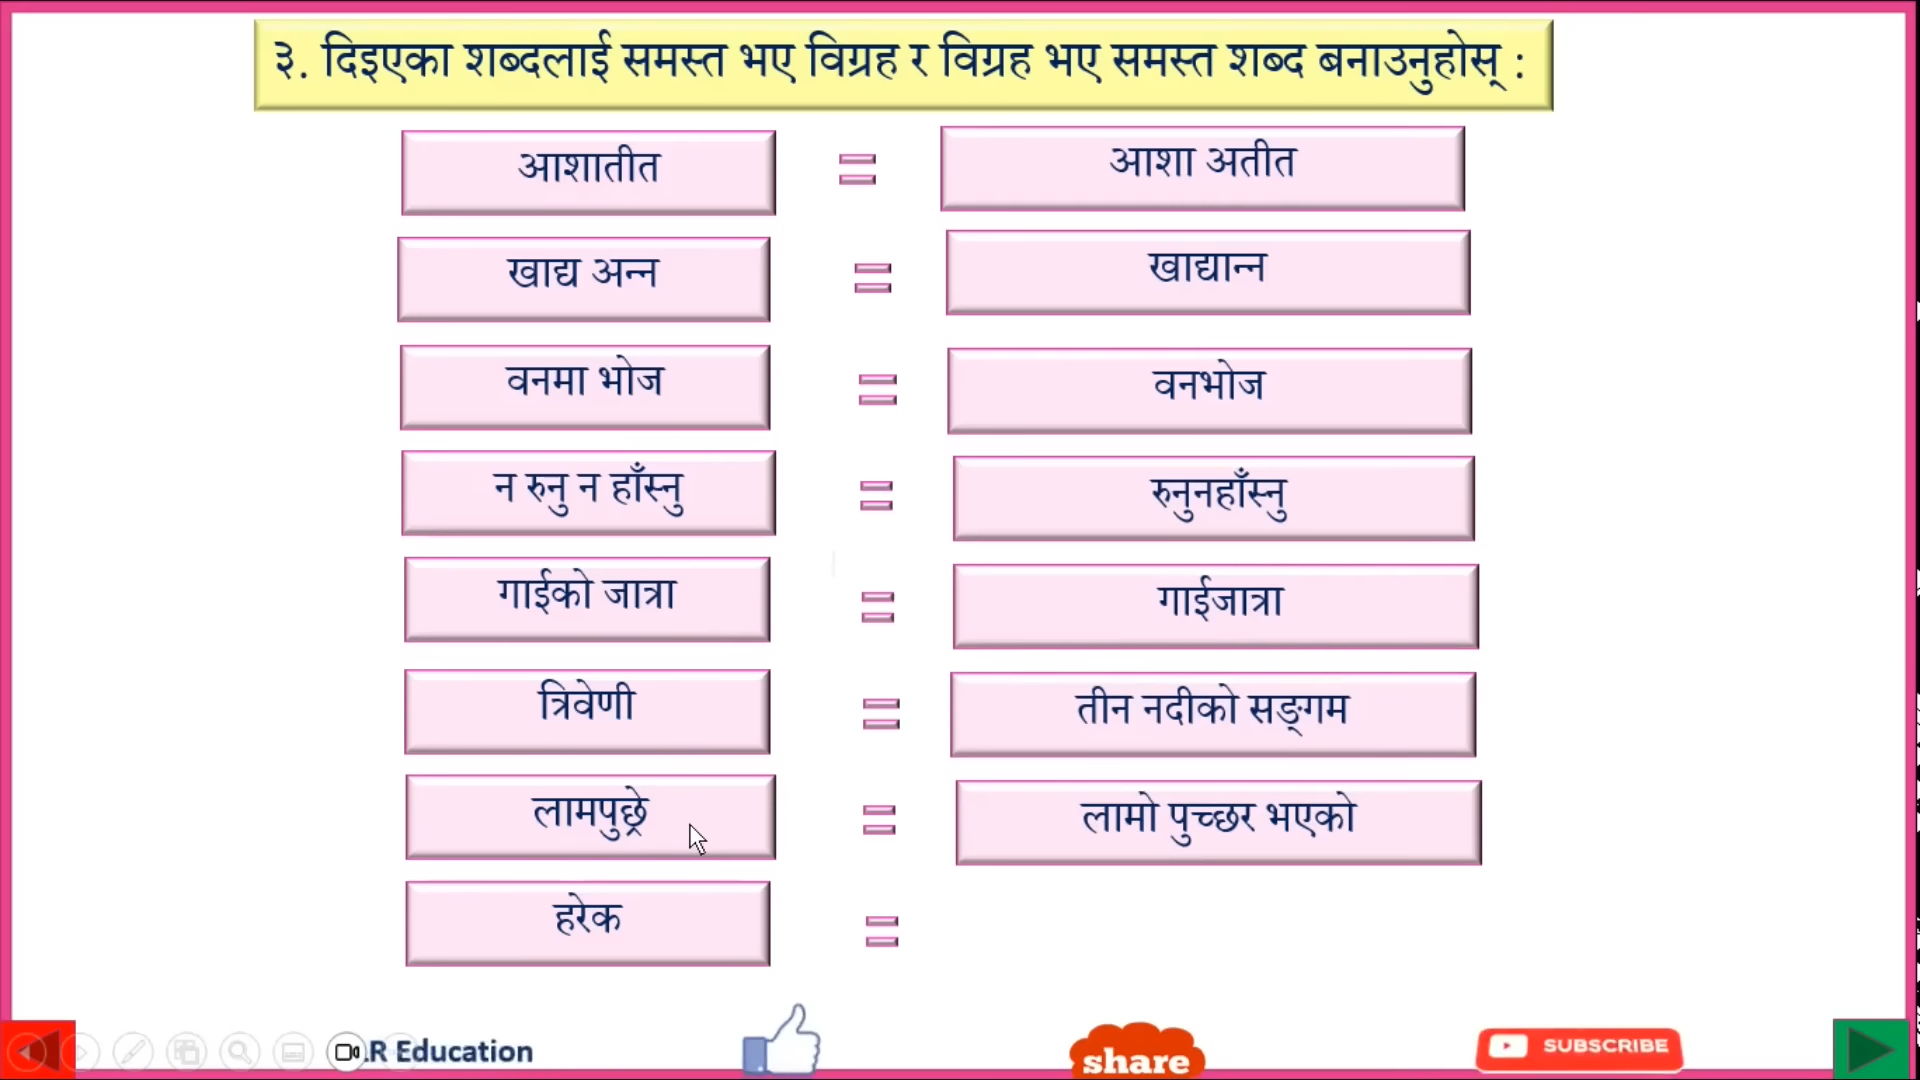 ३. दिइएका शब्दलाई समस्त भए विग्रह र विग्रह भए समस्त शब्द बनाउनुहोस् :
आशातीत = आशा अतीत
खाद्य अन्न = खाद्यान्न
वनमा भोज = वनभोज
न रुनु न हाँस्नु = रुनुनहाँस्नु
गाईको जात्रा = गाईजात्रा
त्रिवेणी = तीन नदीको सङ्गम
लामपुछ्रे = लामो पुच्छर भएको
हरेक =
.R Education share SUBSCRIBE